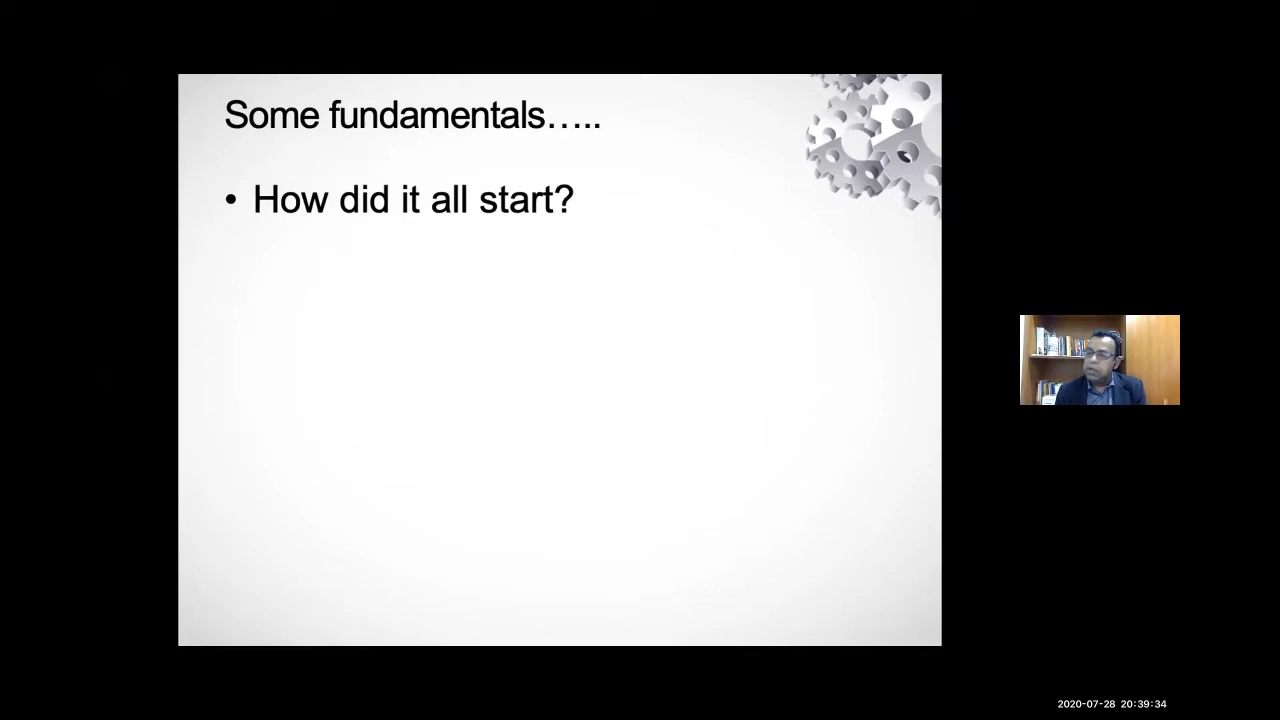 Some fundamentals…..
• How did it all start?
2020-07-28 20:39:34